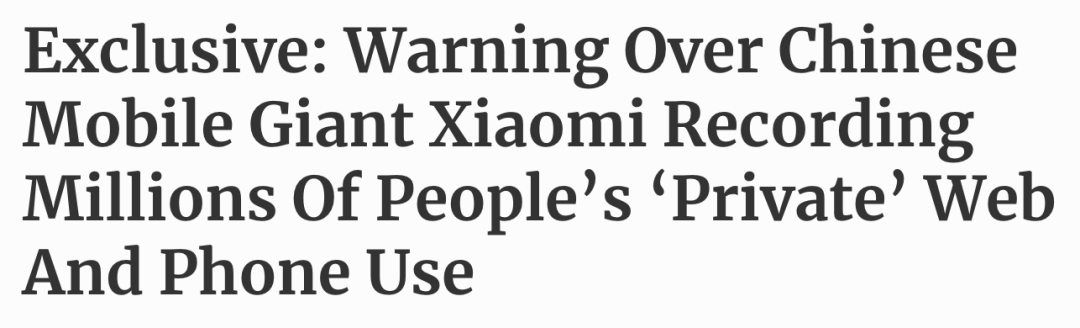 Exclusive: Warning Over Chinese
Mobile Giant Xiaomi Recording
Millions Of People’s ‘Private’ Web
And Phone Use